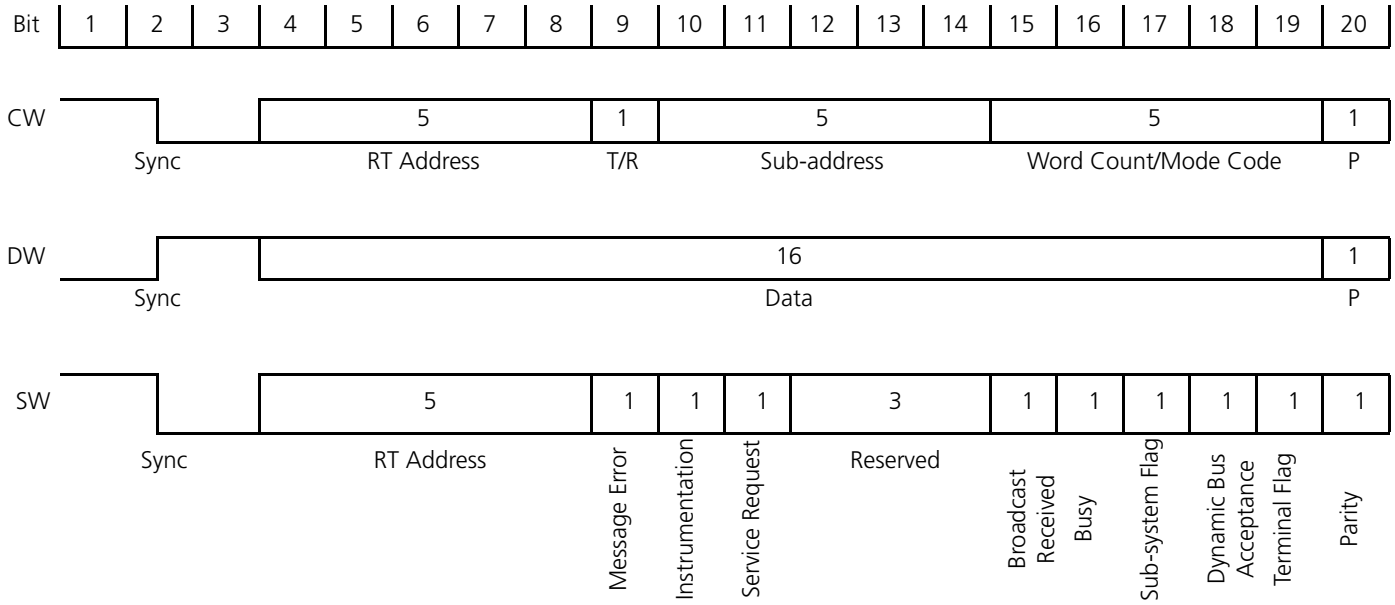 Bit 1 2 3 4 5 6 7 8 9 10 11 12 13 14 15 16 17 18 19 20
CW 5 1 5 5 1
Sync RT Address T/R Sub-address Word Count/Mode Code P
DW 16 1
Sync Data P
SW 5 1 1 1 3 1 1 1 1 1 1
Sync RT Address Reserved
Message Error
Instrumentation
Service Request
Broadcast
Received
Busy
Sub-system Flag
Dynamic Bus
Acceptance
Terminal Flag
Parity